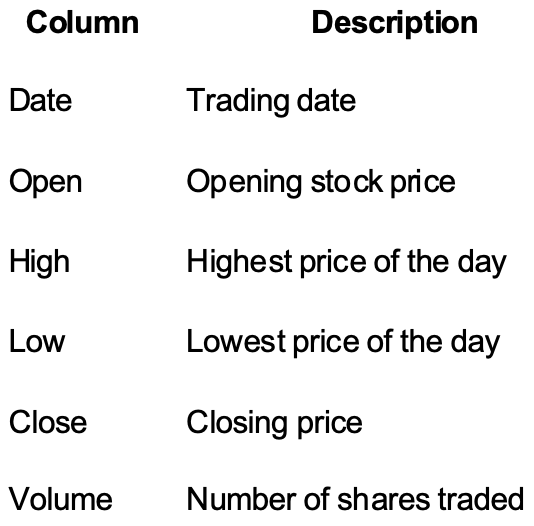 Column Description
Date Trading date
Open Opening stock price
High Highest price of the day
Low Lowest price of the day
Close Closing price
Volume Number of shares traded